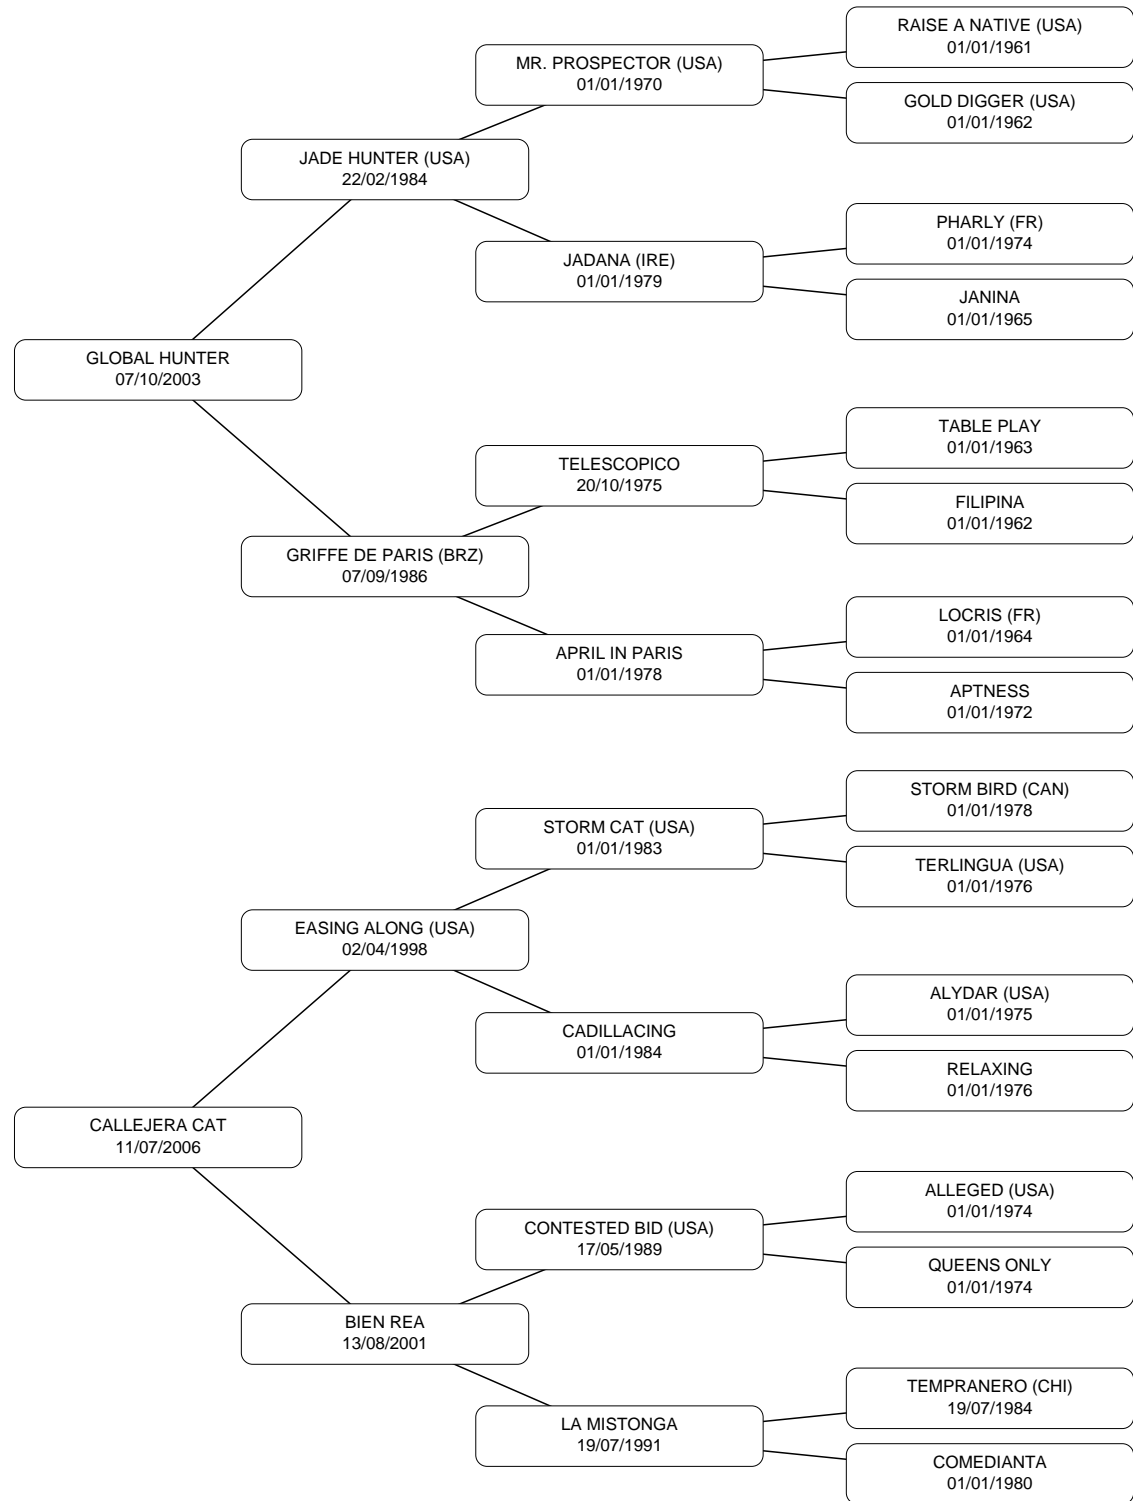 RAISE A NATIVE (USA)
01/01/1961
MR. PROSPECTOR (USA)
01/01/1970
GOLD DIGGER (USA)
01/01/1962
JADE HUNTER (USA)
22/02/1984
PHARLY (FR)
01/01/1974
JADANA (IRE)
01/01/1979
JANINA
01/01/1965
GLOBAL HUNTER
07/10/2003
TABLE PLAY
01/01/1963
TELESCOPICO
20/10/1975
FILIPINA
01/01/1962
GRIFFE DE PARIS (BRZ)
07/09/1986
LOCRIS (FR)
01/01/1964
APRIL IN PARIS
01/01/1978
APTNESS
01/01/1972
STORM BIRD (CAN)
01/01/1978
STORM CAT (USA)
01/01/1983
TERLINGUA (USA)
01/01/1976
EASING ALONG (USA)
02/04/1998
ALYDAR (USA)
01/01/1975
CADILLACING
01/01/1984
RELAXING
01/01/1976
CALLEJERA CAT
11/07/2006
ALLEGED (USA)
01/01/1974
CONTESTED BID (USA)
17/05/1989
QUEENS ONLY
01/01/1974
BIEN REA
13/08/2001
TEMPRANERO (CHI)
19/07/1984
LA MISTONGA
19/07/1991
COMEDIANTA
01/01/1980